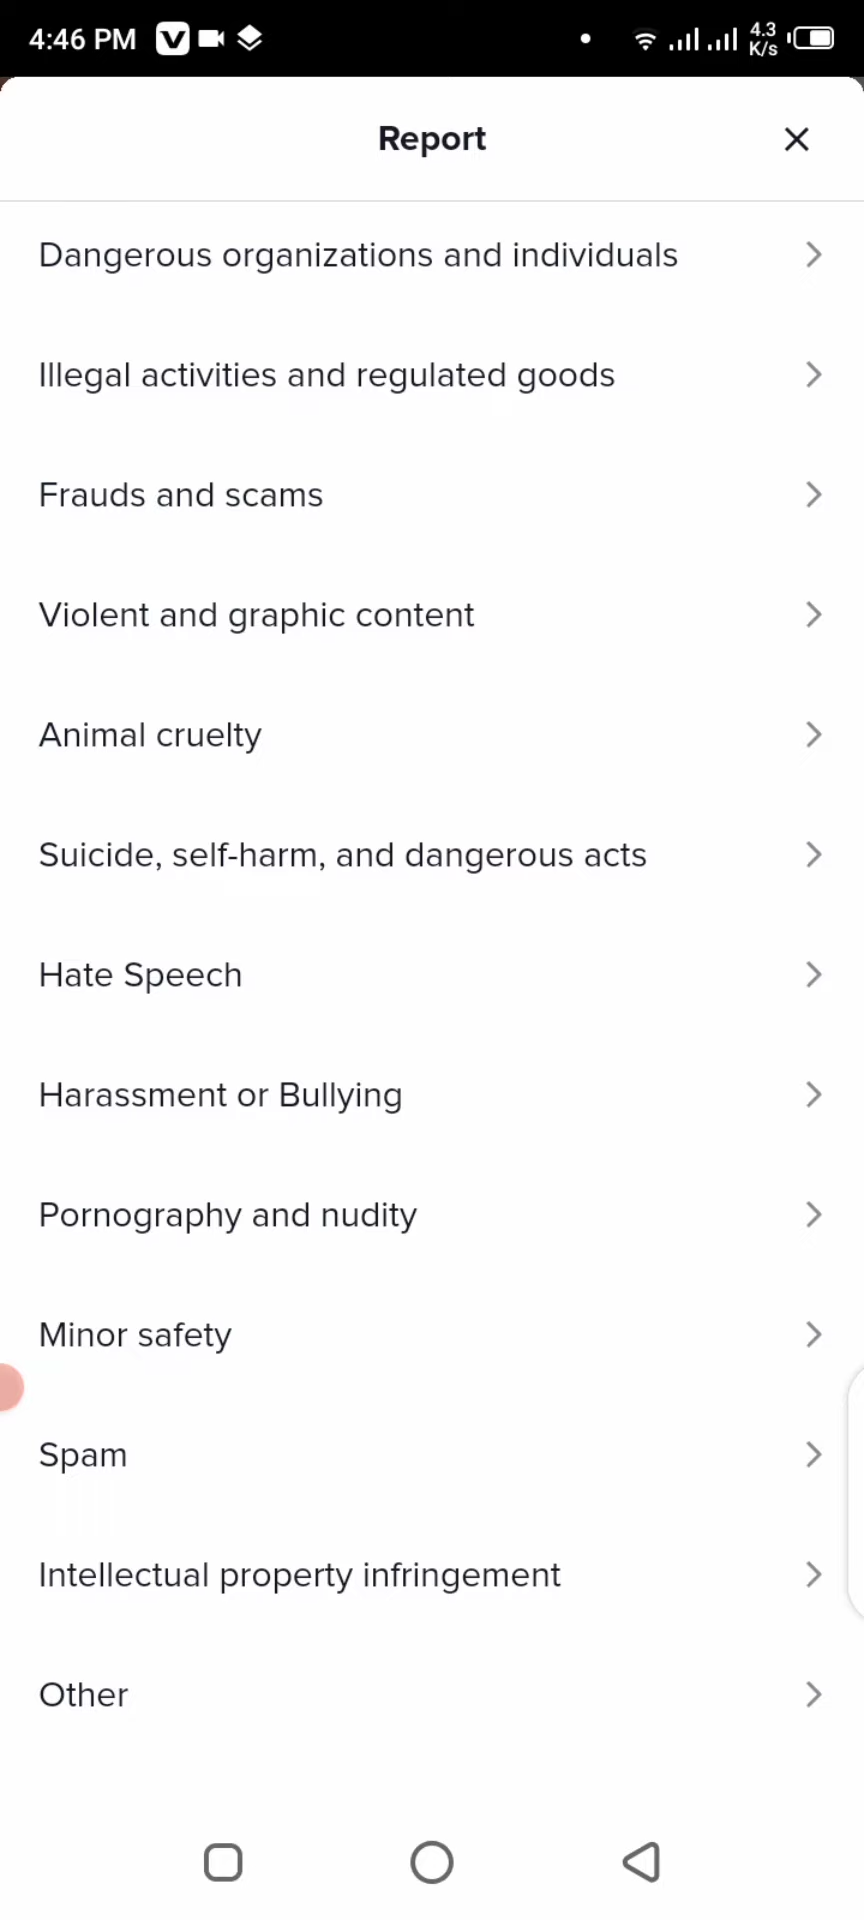 4:46 PM V 4.3 K/s
Report
Dangerous organizations and individuals
Illegal activities and regulated goods
Frauds and scams
Violent and graphic content
Animal cruelty
Suicide, self-harm, and dangerous acts
Hate Speech
Harassment or Bullying
Pornography and nudity
Minor safety
Spam
Intellectual property infringement
Other